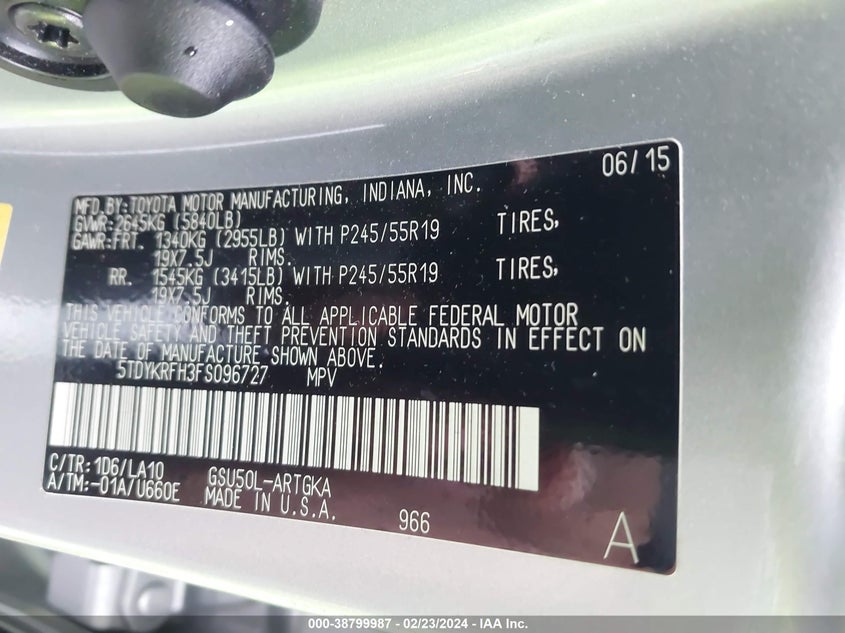 06/15
MFD.BY:TOYOTA MOTOR MANUFACTURING, INDIANA, INC.
GVWR:2645KG (5840LB)
GAWR:FRT. 1340KG (2955LB) WITH P245/55R19 TIRES,
19X7.5J RIMS.
RR. 1545KG (3415LB) WITH P245/55R19 TIRES,
19X7.5J RIMS.
THIS VEHICLE CONFORMS TO ALL APPLICABLE FEDERAL MOTOR
VEHICLE SAFETY AND THEFT PREVENTION STANDARDS IN EFFECT ON
THE DATE OF MANUFACTURE SHOWN ABOVE.
5TDYKRFH3FS096727 MPV
C/TR:1D6/LA10 GSU50L-ARTGKA
A/TM:-01A/U660E MADE IN U.S.A. 966
A
000-38799987 - 02/23/2024 - IAA Inc.